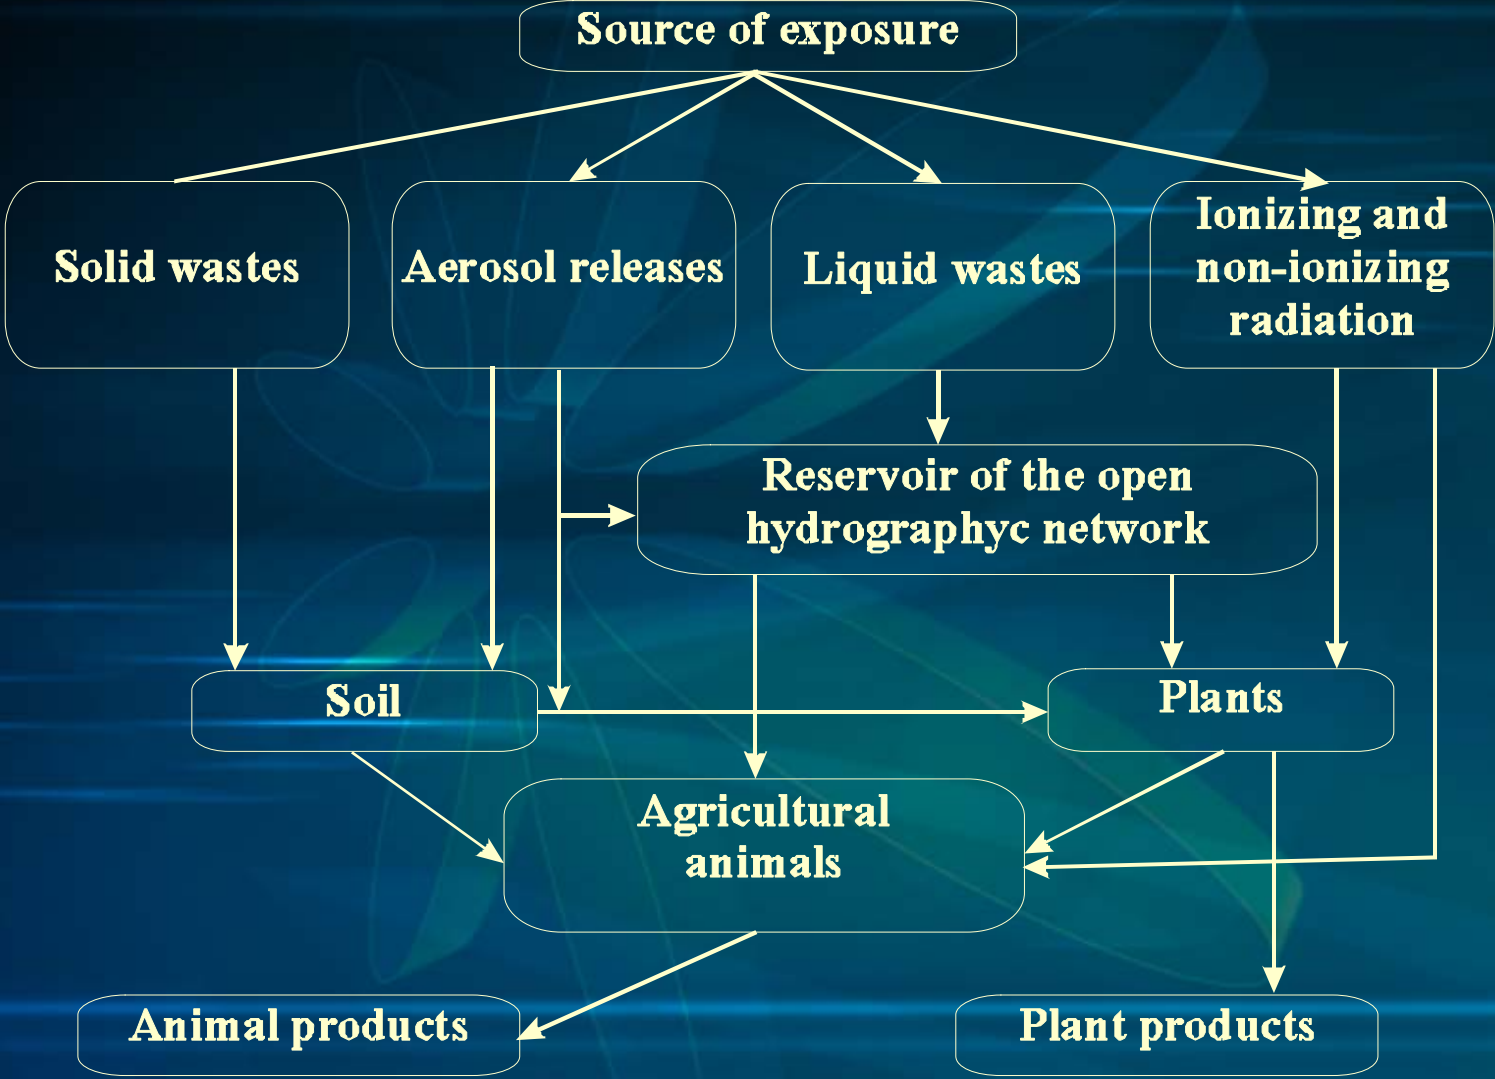 Source of exposure
Solid wastes
Aerosol releases
Liquid wastes
Ionizing and
non-ionizing
radiation
Reservoir of the open
hydrographyc network
Soil
Plants
Agricultural
animals
Animal products
Plant products